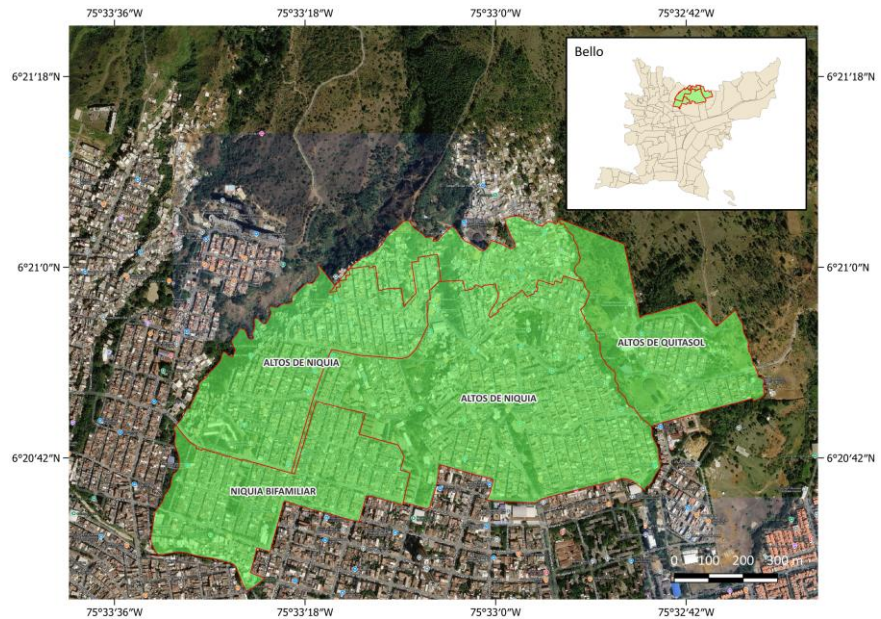 75°33′36″W 75°33′18″W 75°33′0″W 75°32′42″W
Bello
6°21′18″N 6°21′18″N
6°21′0″N 6°21′0″N
ALTOS DE QUITASOL
ALTOS DE NIQUIA
ALTOS DE NIQUIA
6°20′42″N 6°20′42″N
NIQUIA BIFAMILIAR
0 100 200 300 m
75°33′36″W 75°33′18″W 75°33′0″W 75°32′42″W